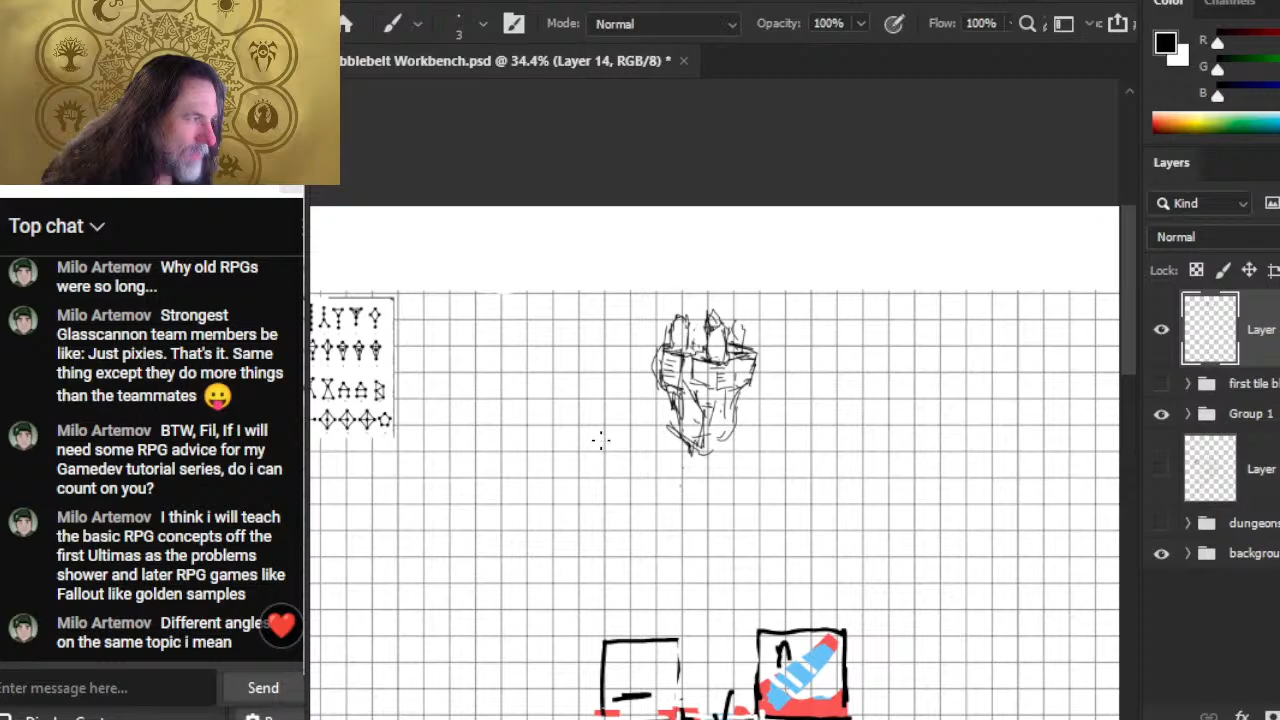 3
Mode:
Normal
Opacity:
100%
Flow:
100%
Color
Channels
bblebelt Workbench.psd @ 34.4% (Layer 14, RGB/8) *
R
G
B
Layers
Kind
Normal
Lock:
Layer
first tile b
Group 1
Layer
dungeons
backgrou
fx
Top chat
Milo Artemov Why old RPGs
were so long...
Milo Artemov Strongest
Glasscannon team members be
like: Just pixies. That's it. Same
thing except they do more things
than the teammates 😛
Milo Artemov BTW, Fil, If I will
need some RPG advice for my
Gamedev tutorial series, do i can
count on you?
Milo Artemov I think i will teach
the basic RPG concepts off the
first Ultimas as the problems
shower and later RPG games like
Fallout like golden samples
Milo Artemov Different angles
on the same topic i mean
nter message here...
Send